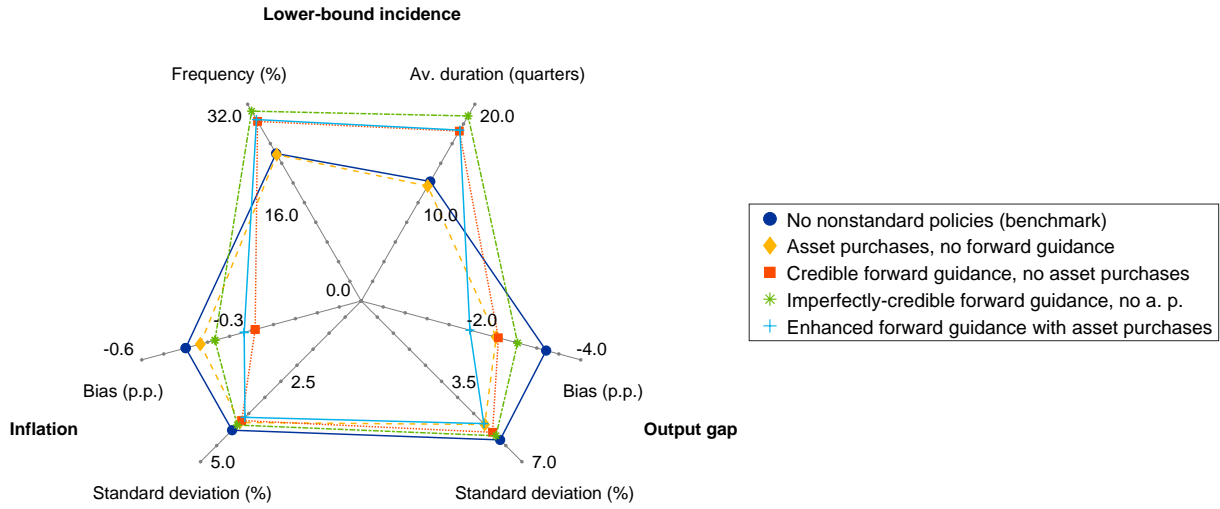 Lower-bound incidence
Frequency (%)
Av. duration (quarters)
32.0
20.0
16.0
10.0
0.0
-0.3
-2.0
-0.6
-4.0
Bias (p.p.)
Bias (p.p.)
2.5
3.5
Inflation
Output gap
5.0
7.0
Standard deviation (%)
Standard deviation (%)
No nonstandard policies (benchmark)
Asset purchases, no forward guidance
Credible forward guidance, no asset purchases
Imperfectly-credible forward guidance, no a. p.
Enhanced forward guidance with asset purchases